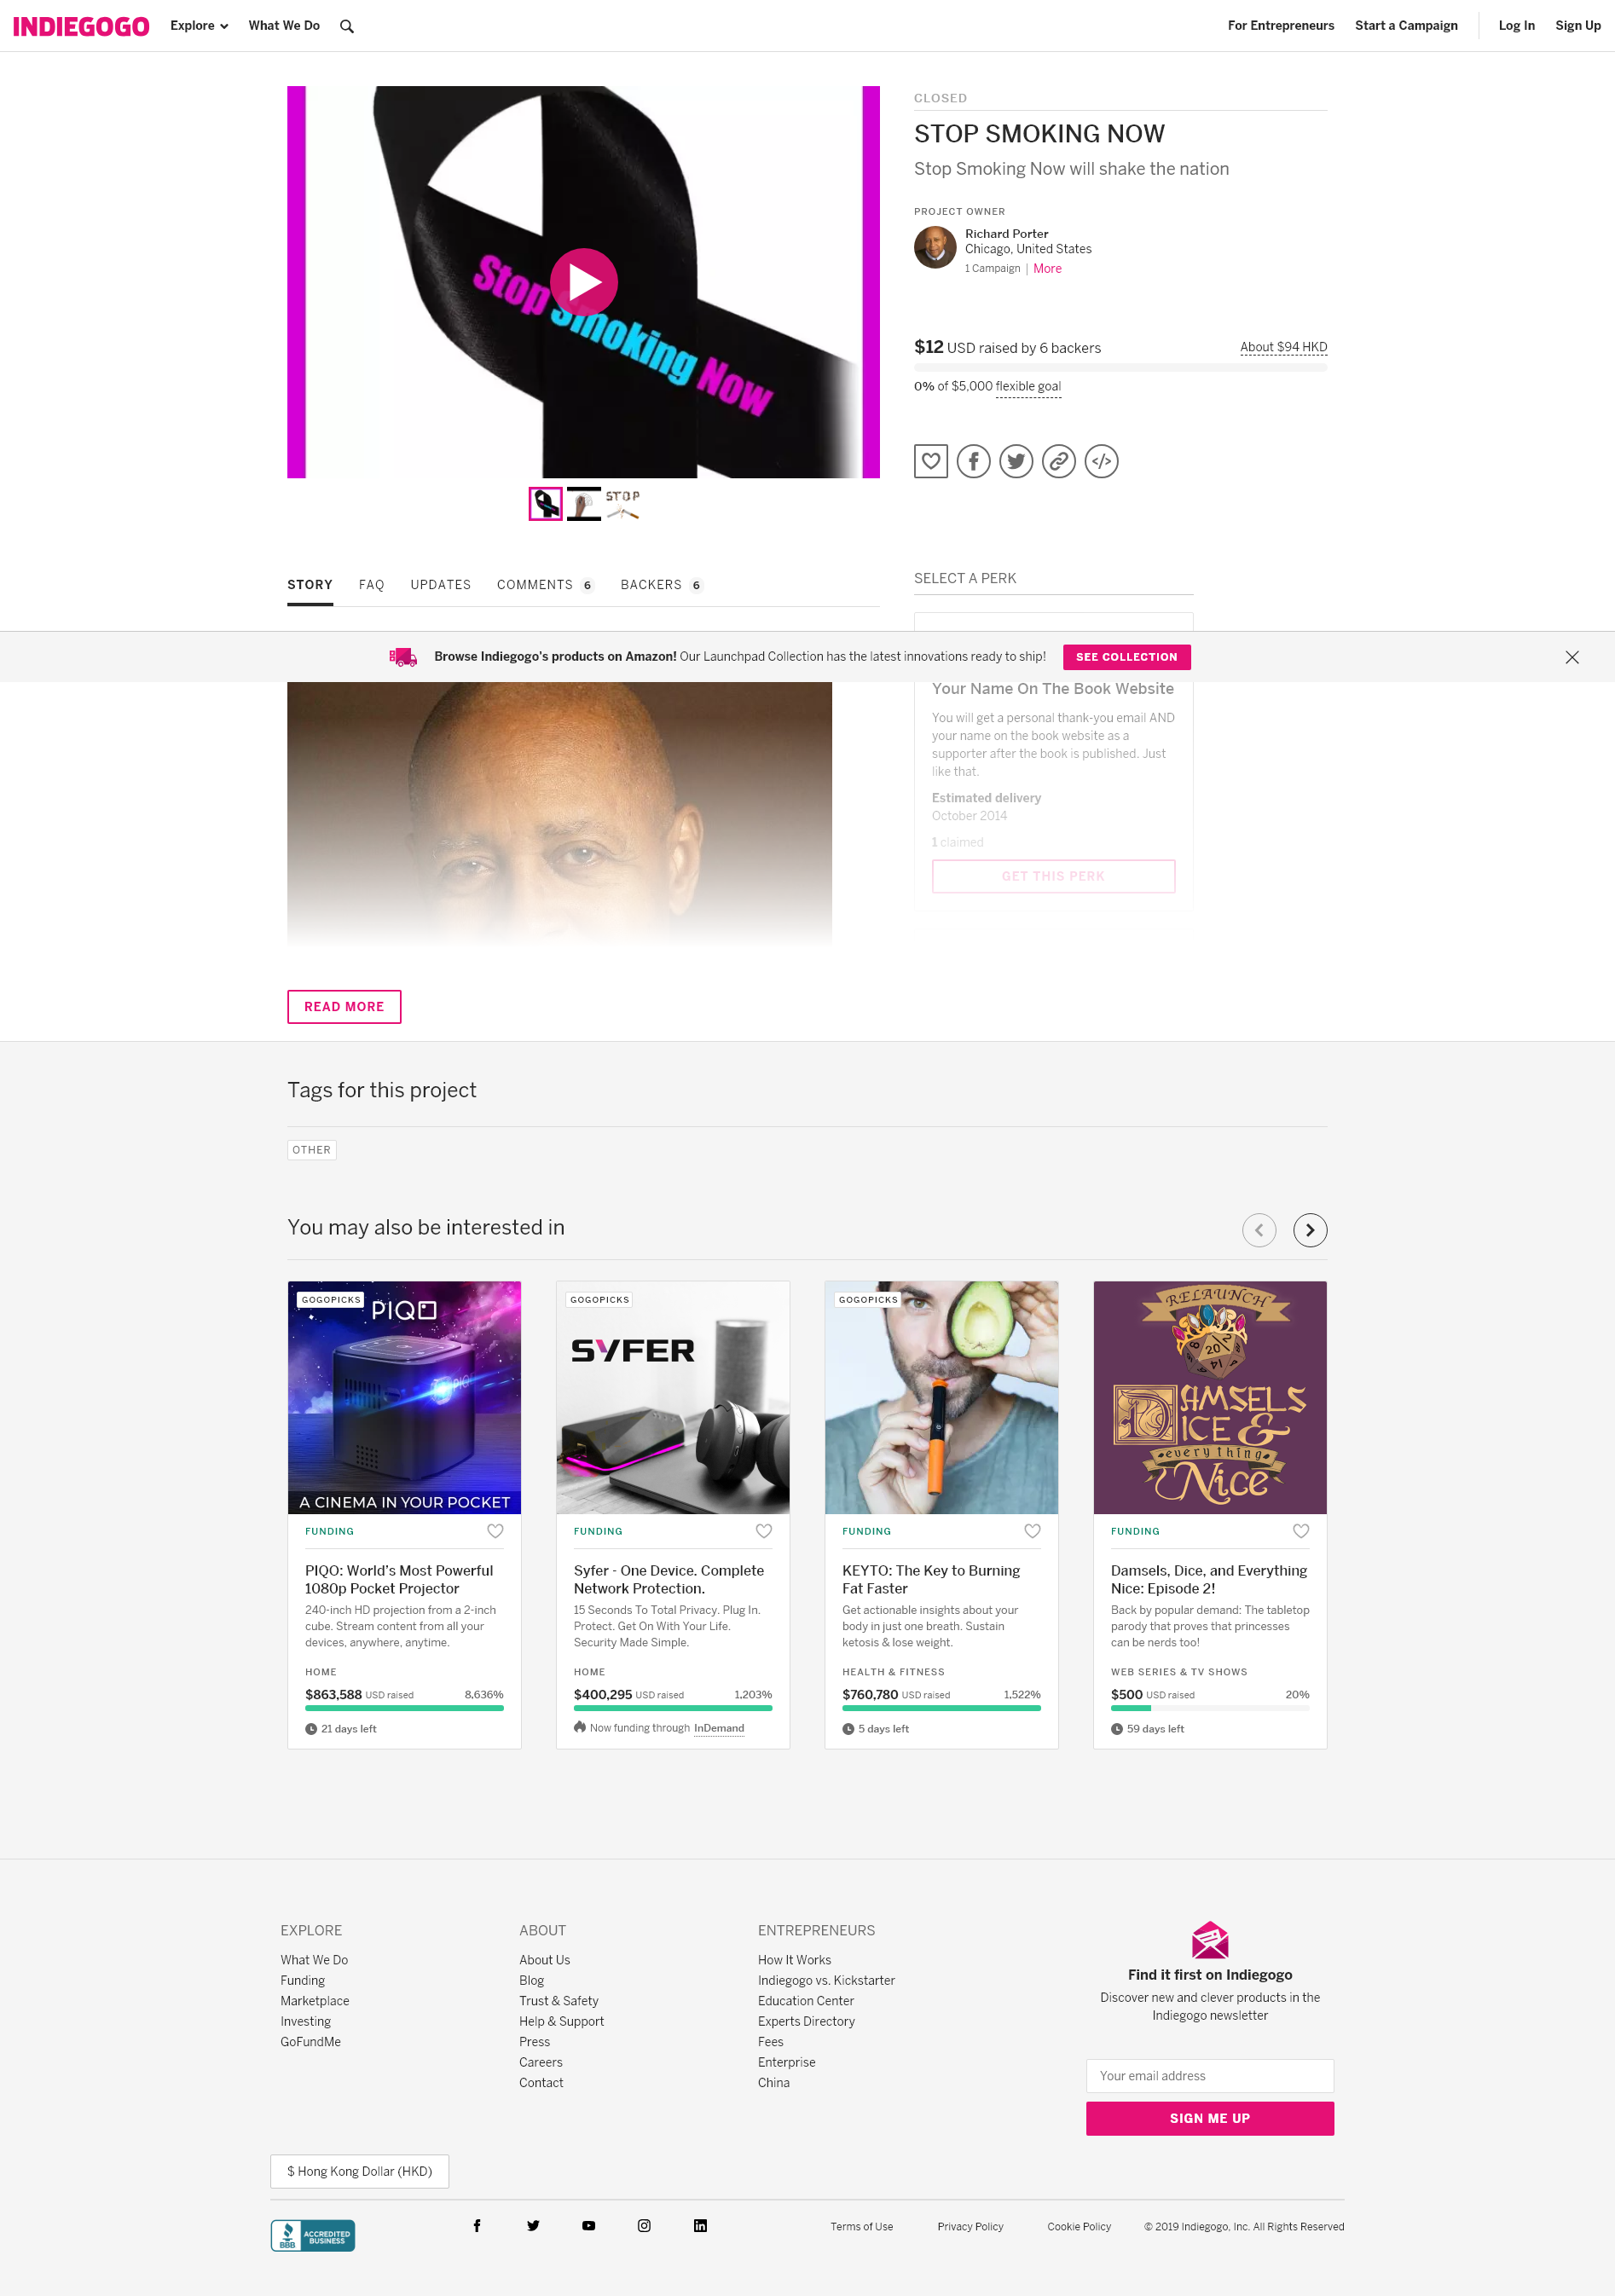 INDIEGOGO
Explore
What We Do
For Entrepreneurs
Start a Campaign
Log In
Sign Up
Stop Smoking Now
CLOSED
STOP SMOKING NOW
Stop Smoking Now will shake the nation
PROJECT OWNER
Richard Porter
Chicago, United States
1 Campaign | More
$12 USD raised by 6 backers
About $94 HKD
0% of $5,000 flexible goal
STOP
STORY
FAQ
UPDATES
COMMENTS 6
BACKERS 6
SELECT A PERK
Browse Indiegogo's products on Amazon! Our Launchpad Collection has the latest innovations ready to ship!
SEE COLLECTION
Your Name On The Book Website
You will get a personal thank-you email AND
your name on the book website as a
supporter after the book is published. Just
like that.
Estimated delivery
October 2014
1 claimed
GET THIS PERK
READ MORE
Tags for this project
OTHER
You may also be interested in
GOGOPICKS
PIQO
PIQO
A CINEMA IN YOUR POCKET
FUNDING
PIQO: World’s Most Powerful
1080p Pocket Projector
240-inch HD projection from a 2-inch
cube. Stream content from all your
devices, anywhere, anytime.
HOME
$863,588 USD raised
8,636%
21 days left
GOGOPICKS
SYFER
FUNDING
Syfer - One Device. Complete
Network Protection.
15 Seconds To Total Privacy. Plug In.
Protect. Get On With Your Life.
Security Made Simple.
HOME
$400,295 USD raised
1,203%
Now funding through InDemand
GOGOPICKS
FUNDING
KEYTO: The Key to Burning
Fat Faster
Get actionable insights about your
body in just one breath. Sustain
ketosis & lose weight.
HEALTH & FITNESS
$760,780 USD raised
1,522%
5 days left
RELAUNCH
20
14
DAMSELS
DICE &
everything
Nice
FUNDING
Damsels, Dice, and Everything
Nice: Episode 2!
Back by popular demand: The tabletop
parody that proves that princesses
can be nerds too!
WEB SERIES & TV SHOWS
$500 USD raised
20%
59 days left
EXPLORE
What We Do
Funding
Marketplace
Investing
GoFundMe
ABOUT
About Us
Blog
Trust & Safety
Help & Support
Press
Careers
Contact
ENTREPRENEURS
How It Works
Indiegogo vs. Kickstarter
Education Center
Experts Directory
Fees
Enterprise
China
Find it first on Indiegogo
Discover new and clever products in the
Indiegogo newsletter
Your email address
SIGN ME UP
$ Hong Kong Dollar (HKD)
BBB
ACCREDITED
BUSINESS
Terms of Use
Privacy Policy
Cookie Policy
© 2019 Indiegogo, Inc. All Rights Reserved